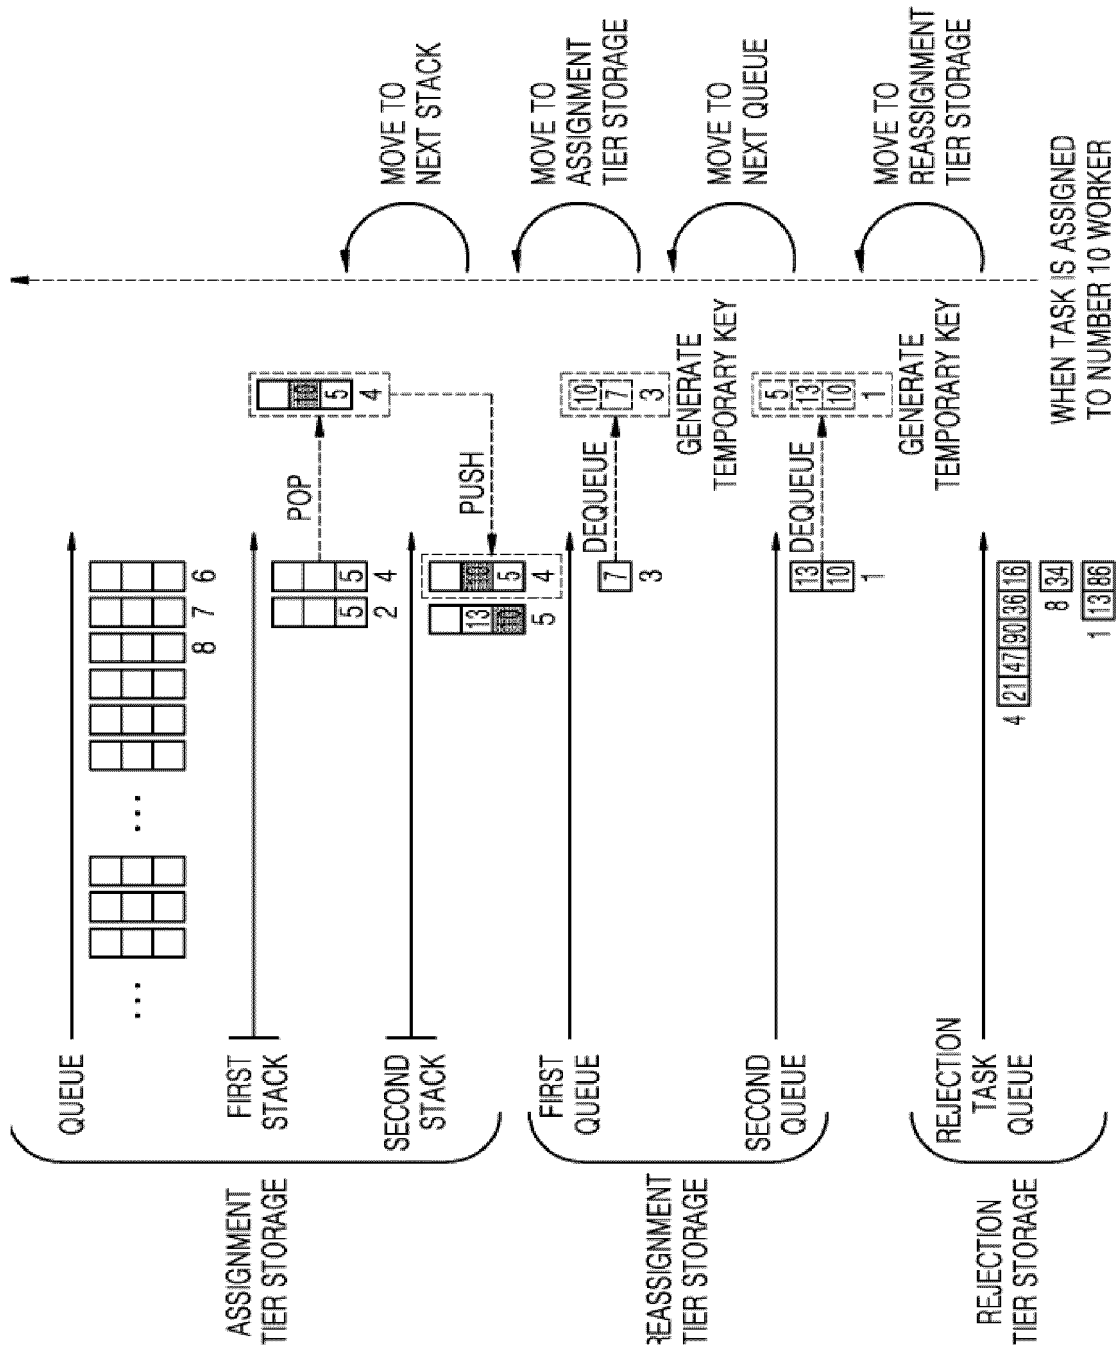 ASSIGNMENT
TIER STORAGE
QUEUE
... ...
8 7 6
FIRST
STACK
5 5
2 4
POP
10
5
4
MOVE TO
NEXT STACK
SECOND
STACK
10
13 5
10 4
5
PUSH
REASSIGNMENT
TIER STORAGE
FIRST
QUEUE
7
3
DEQUEUE
10
7
3
GENERATE
TEMPORARY KEY
MOVE TO
ASSIGNMENT
TIER STORAGE
SECOND
QUEUE
13
10
1
DEQUEUE
5
13
10
1
GENERATE
TEMPORARY KEY
MOVE TO
NEXT QUEUE
REJECTION
TIER STORAGE
REJECTION
TASK
QUEUE
4 21 47 90 36 16
8 34
1 13 86
MOVE TO
REASSIGNMENT
TIER STORAGE
WHEN TASK IS ASSIGNED
TO NUMBER 10 WORKER